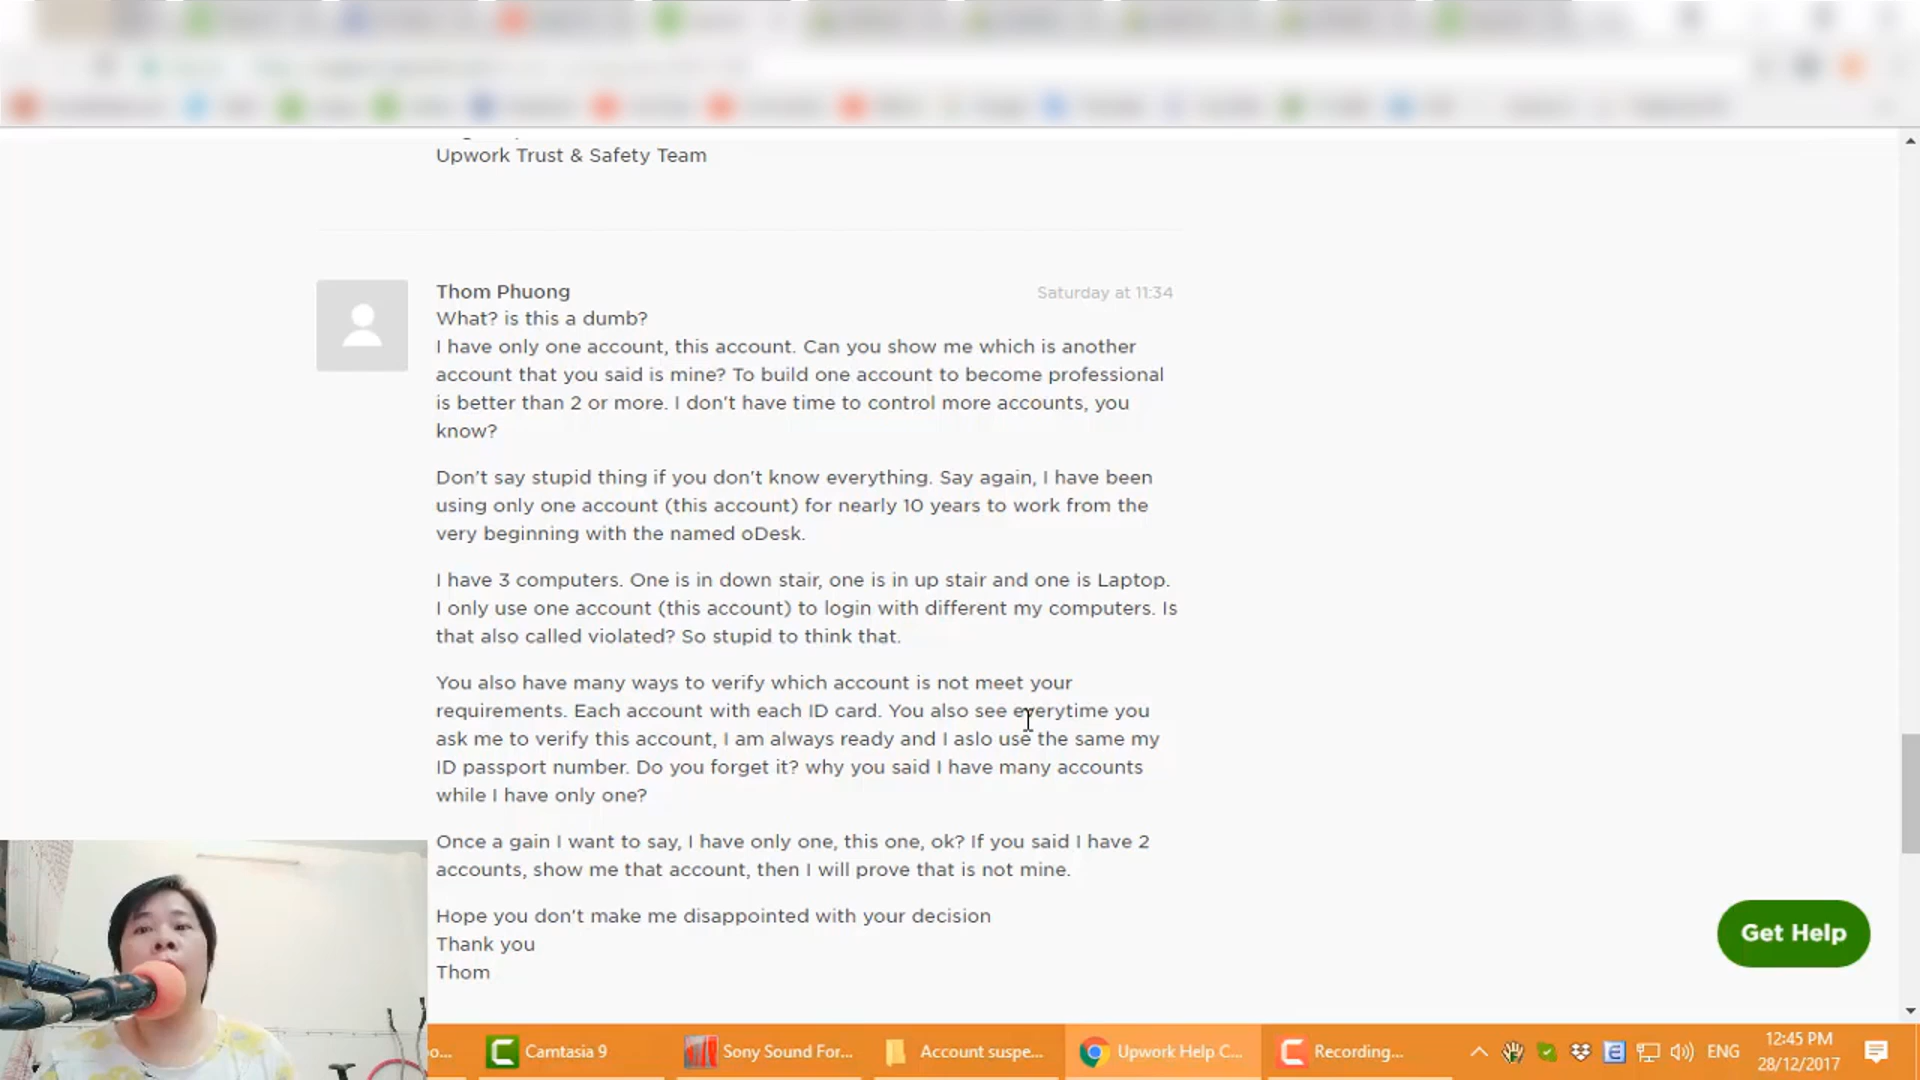 Upwork Trust & Safety Team
Thom Phuong
Saturday at 11:34
What? is this a dumb?
I have only one account, this account. Can you show me which is another
account that you said is mine? To build one account to become professional
is better than 2 or more. I don't have time to control more accounts, you
know?
Don't say stupid thing if you don't know everything. Say again, I have been
using only one account (this account) for nearly 10 years to work from the
very beginning with the named oDesk.
I have 3 computers. One is in down stair, one is in up stair and one is Laptop.
I only use one account (this account) to login with different my computers. Is
that also called violated? So stupid to think that.
You also have many ways to verify which account is not meet your
requirements. Each account with each ID card. You also see everytime you
ask me to verify this account, I am always ready and I aslo use the same my
ID passport number. Do you forget it? why you said I have many accounts
while I have only one?
Once a gain I want to say, I have only one, this one, ok? If you said I have 2
accounts, show me that account, then I will prove that is not mine.
Hope you don't make me disappointed with your decision
Thank you
Thom
Get Help
Camtasia 9
Sony Sound For...
Account suspe...
Upwork Help C...
Recording...
ENG
12:45 PM
28/12/2017